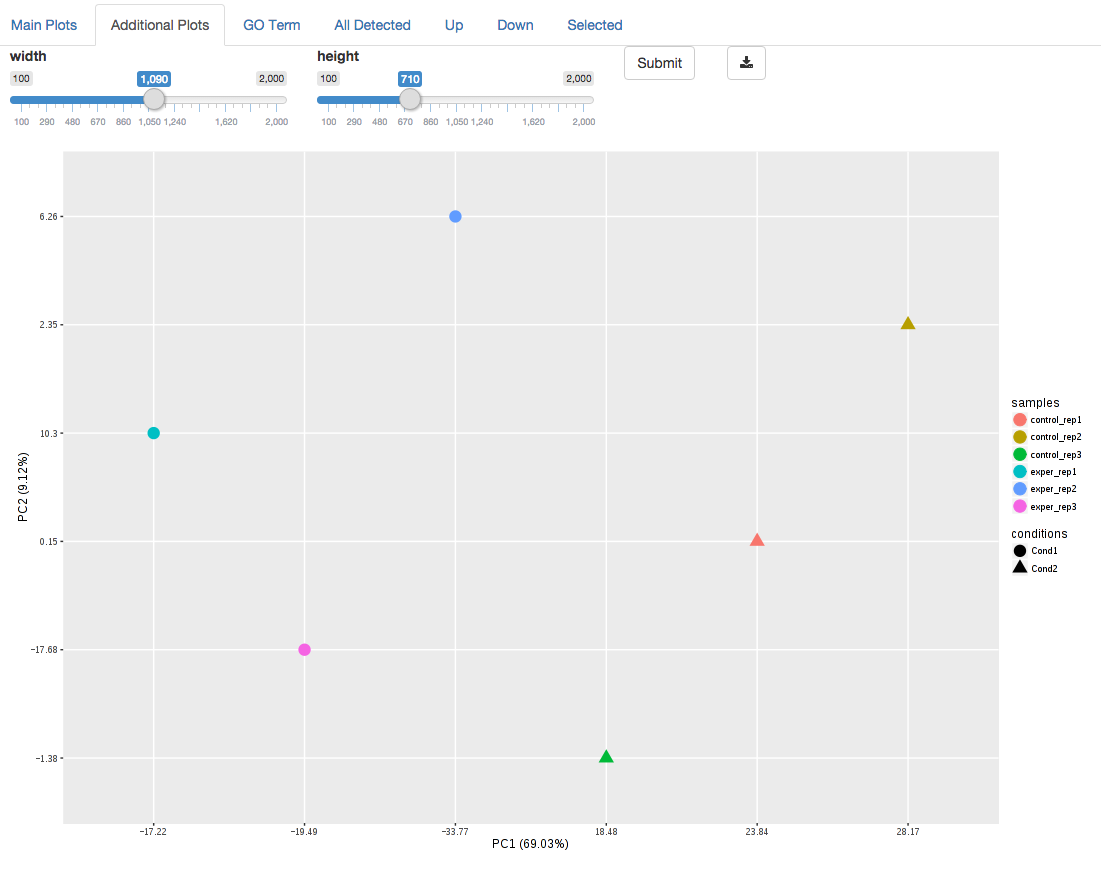 Main Plots Additional Plots GO Term All Detected Up Down Selected
width height
100 1,090 2,000 100 710 2,000 Submit
100 290 480 670 860 1,050 1,240 1,620 2,000 100 290 480 670 860 1,050 1,240 1,620 2,000
6.26
2.35
10.3
0.15
−17.68
−1.38
PC2 (9.12%)
−17.22 −19.49 −33.77 18.48 23.84 28.17
PC1 (69.03%)
samples
control_rep1
control_rep2
control_rep3
exper_rep1
exper_rep2
exper_rep3
conditions
Cond1
Cond2